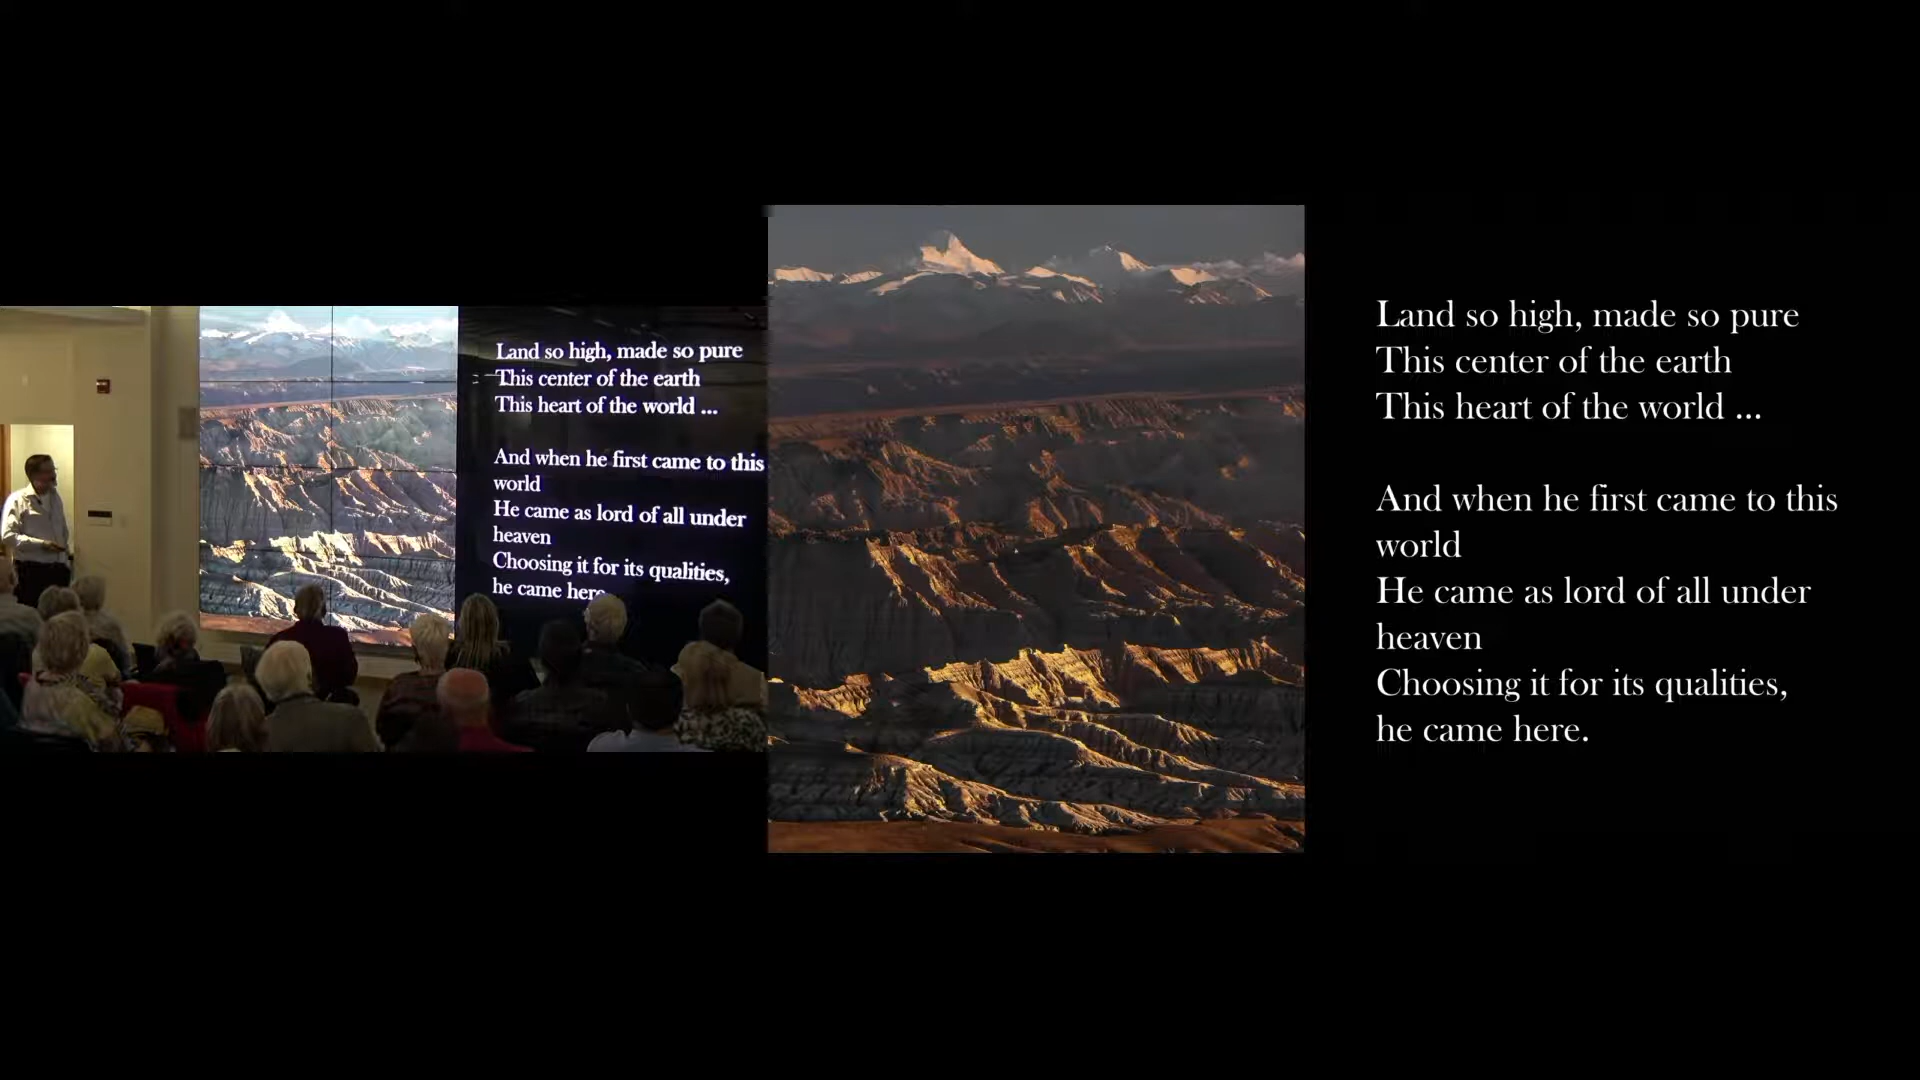 Land so high, made so pure
This center of the earth
This heart of the world ...
And when he first came to this
world
He came as lord of all under
heaven
Choosing it for its qualities,
he came here
Land so high, made so pure
This center of the earth
This heart of the world ...
And when he first came to this
world
He came as lord of all under
heaven
Choosing it for its qualities,
he came here.